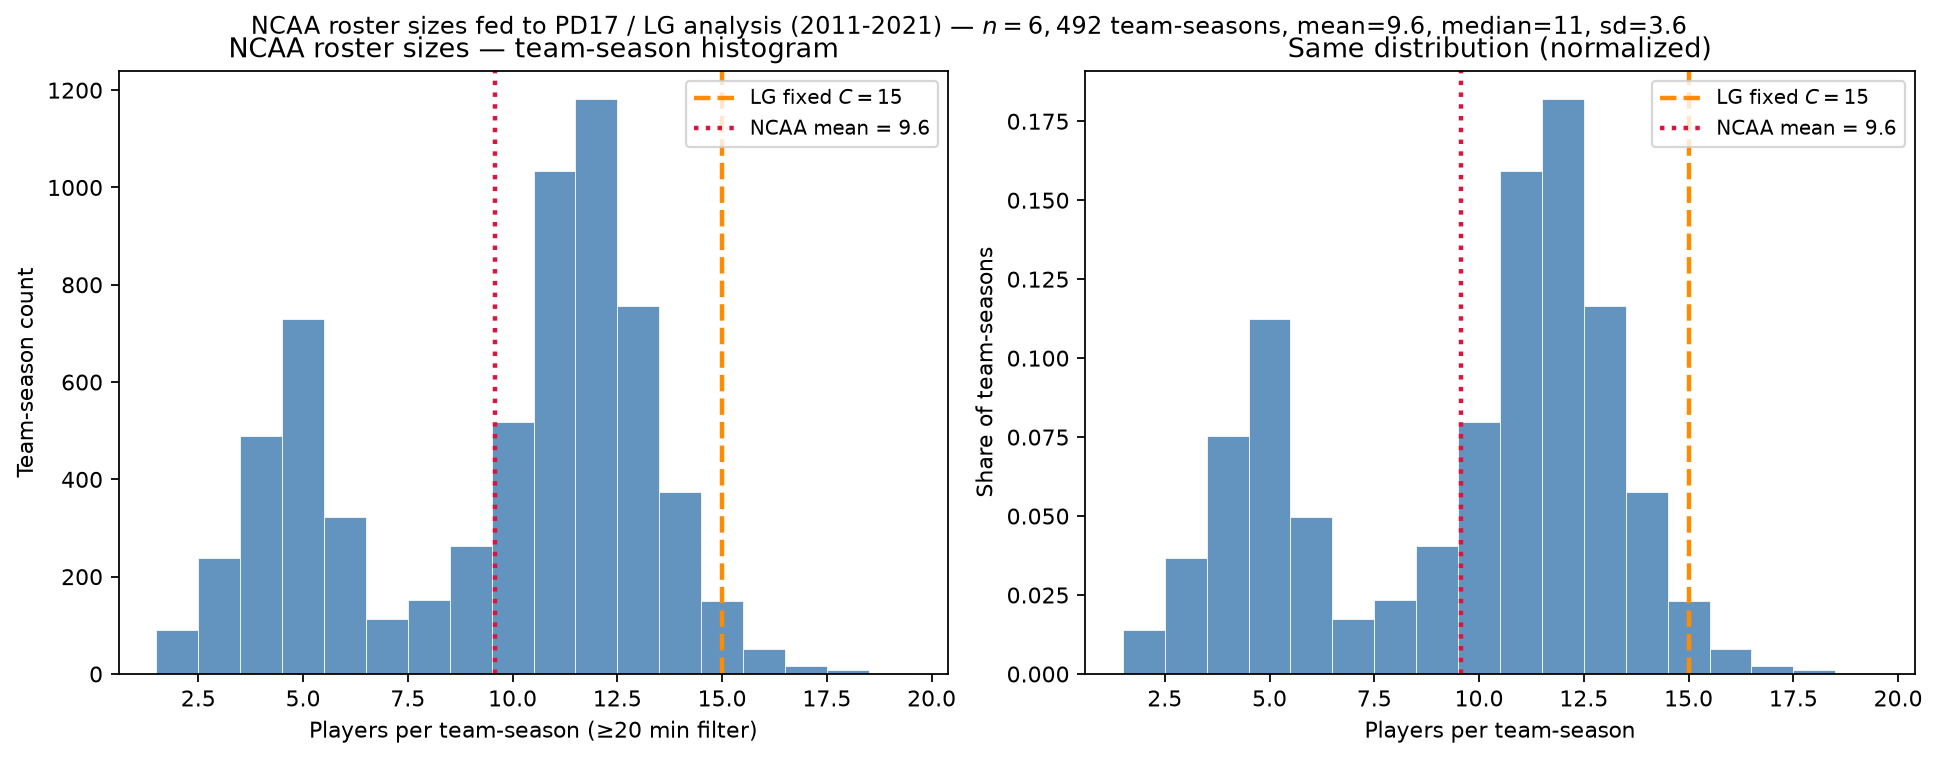 NCAA roster sizes fed to PD17 / LG analysis (2011-2021) — n = 6,492 team-seasons, mean=9.6, median=11, sd=3.6
NCAA roster sizes — team-season histogram
LG fixed C = 15
NCAA mean = 9.6
Team-season count
1200
1000
800
600
400
200
0
2.5 5.0 7.5 10.0 12.5 15.0 17.5 20.0
Players per team-season (≥20 min filter)
Same distribution (normalized)
LG fixed C = 15
NCAA mean = 9.6
Share of team-seasons
0.175
0.150
0.125
0.100
0.075
0.050
0.025
0.000
2.5 5.0 7.5 10.0 12.5 15.0 17.5 20.0
Players per team-season